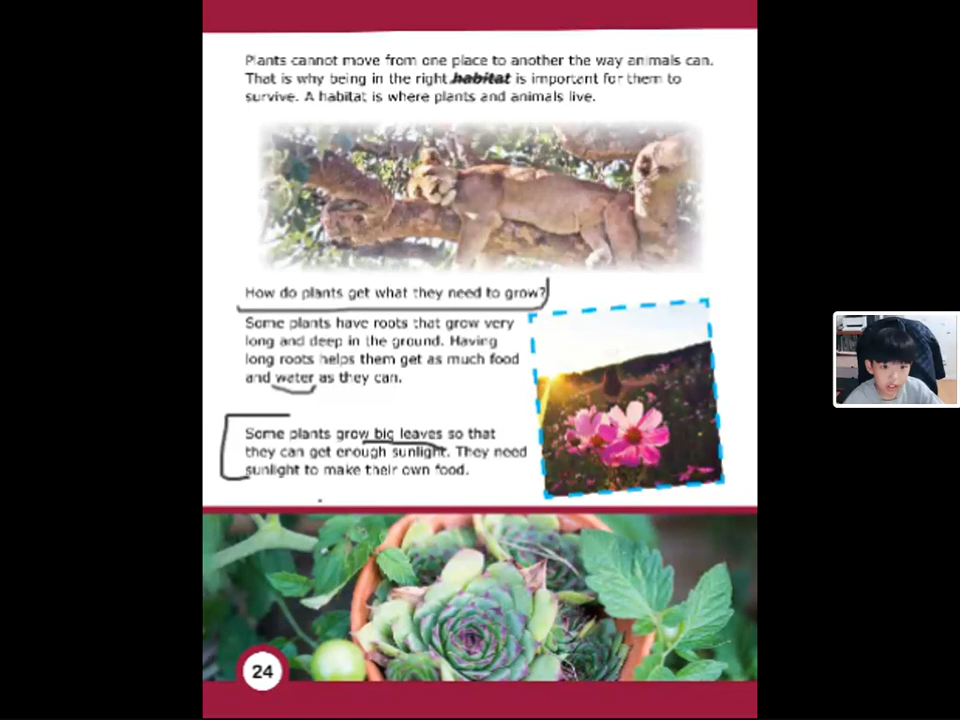 Plants cannot move from one place to another the way animals can.
That is why being in the right habitat is important for them to
survive. A habitat is where plants and animals live.
How do plants get what they need to grow?
Some plants have roots that grow very
long and deep in the ground. Having
long roots helps them get as much food
and water as they can.
Some plants grow big leaves so that
they can get enough sunlight. They need
sunlight to make their own food.
24